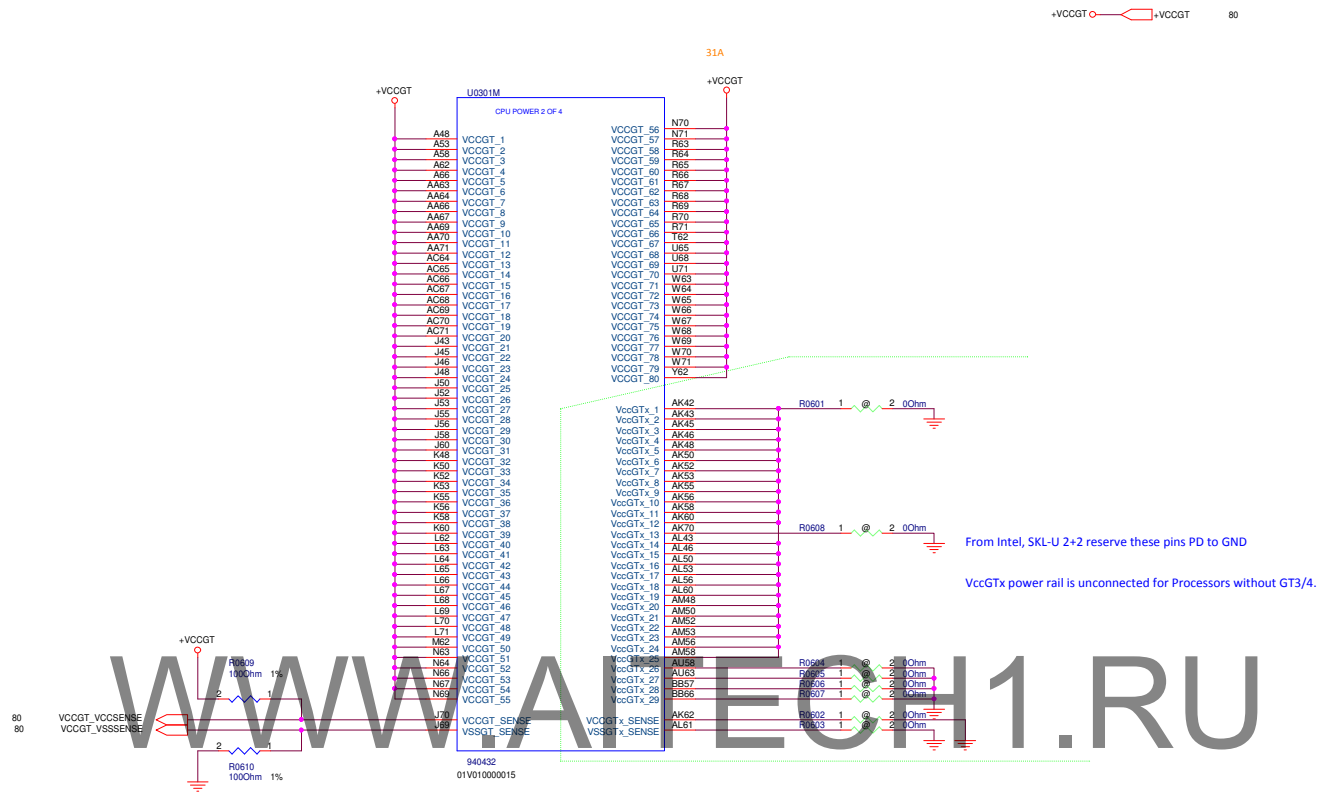 +VCCGT +VCCGT 80
31A
+VCCGT
+VCCGT
U0301M
CPU POWER 2 OF 4
A48 VCCGT_1
A53 VCCGT_2
A58 VCCGT_3
A62 VCCGT_4
A66 VCCGT_5
AA63 VCCGT_6
AA64 VCCGT_7
AA66 VCCGT_8
AA67 VCCGT_9
AA69 VCCGT_10
AA70 VCCGT_11
AA71 VCCGT_12
AC64 VCCGT_13
AC65 VCCGT_14
AC66 VCCGT_15
AC67 VCCGT_16
AC68 VCCGT_17
AC69 VCCGT_18
AC70 VCCGT_19
AC71 VCCGT_20
J43 VCCGT_21
J45 VCCGT_22
J46 VCCGT_23
J48 VCCGT_24
J50 VCCGT_25
J52 VCCGT_26
J53 VCCGT_27
J55 VCCGT_28
J56 VCCGT_29
J58 VCCGT_30
J60 VCCGT_31
K48 VCCGT_32
K50 VCCGT_33
K52 VCCGT_34
K53 VCCGT_35
K55 VCCGT_36
K56 VCCGT_37
K58 VCCGT_38
K60 VCCGT_39
L62 VCCGT_40
L63 VCCGT_41
L64 VCCGT_42
L65 VCCGT_43
L66 VCCGT_44
L67 VCCGT_45
L68 VCCGT_46
L69 VCCGT_47
L70 VCCGT_48
L71 VCCGT_49
M62 VCCGT_50
N63 VCCGT_51
N64 VCCGT_52
N66 VCCGT_53
N67 VCCGT_54
N69 VCCGT_55
J70 VCCGT_SENSE
J69 VSSGT_SENSE
VCCGT_56 N70
VCCGT_57 N71
VCCGT_58 R63
VCCGT_59 R64
VCCGT_60 R65
VCCGT_61 R66
VCCGT_62 R67
VCCGT_63 R68
VCCGT_64 R69
VCCGT_65 R70
VCCGT_66 R71
VCCGT_67 T62
VCCGT_68 U65
VCCGT_69 U68
VCCGT_70 U71
VCCGT_71 W63
VCCGT_72 W64
VCCGT_73 W65
VCCGT_74 W66
VCCGT_75 W67
VCCGT_76 W68
VCCGT_77 W69
VCCGT_78 W70
VCCGT_79 W71
VCCGT_80 Y62
VccGTx_1 AK42 R0601 1 @ 2 0Ohm
VccGTx_2 AK43
VccGTx_3 AK45
VccGTx_4 AK46
VccGTx_5 AK48
VccGTx_6 AK50
VccGTx_7 AK52
VccGTx_8 AK53
VccGTx_9 AK55
VccGTx_10 AK56
VccGTx_11 AK58
VccGTx_12 AK60
VccGTx_13 AK70 R0608 1 @ 2 0Ohm
VccGTx_14 AL43
VccGTx_15 AL46
VccGTx_16 AL50
VccGTx_17 AL53
VccGTx_18 AL56
VccGTx_19 AL60
VccGTx_20 AM48
VccGTx_21 AM50
VccGTx_22 AM52
VccGTx_23 AM53
VccGTx_24 AM56
VccGTx_25 AM58
VccGTx_26 AU58 R0604 1 @ 2 0Ohm
VccGTx_27 AU63 R0605 1 @ 2 0Ohm
VccGTx_28 BB57 R0606 1 @ 2 0Ohm
VccGTx_29 BB66 R0607 1 @ 2 0Ohm
VCCGTx_SENSE AK62 R0602 1 @ 2 0Ohm
VSSGTx_SENSE AL61 R0603 1 @ 2 0Ohm
From Intel, SKL-U 2+2 reserve these pins PD to GND
VccGTx power rail is unconnected for Processors without GT3/4.
+VCCGT
R0609
100Ohm 1%
2 1
80 VCCGT_VCCSENSE
80 VCCGT_VSSSENSE
2 1
R0610
100Ohm 1%
940432
01V010000015
WWW.AITECH1.RU